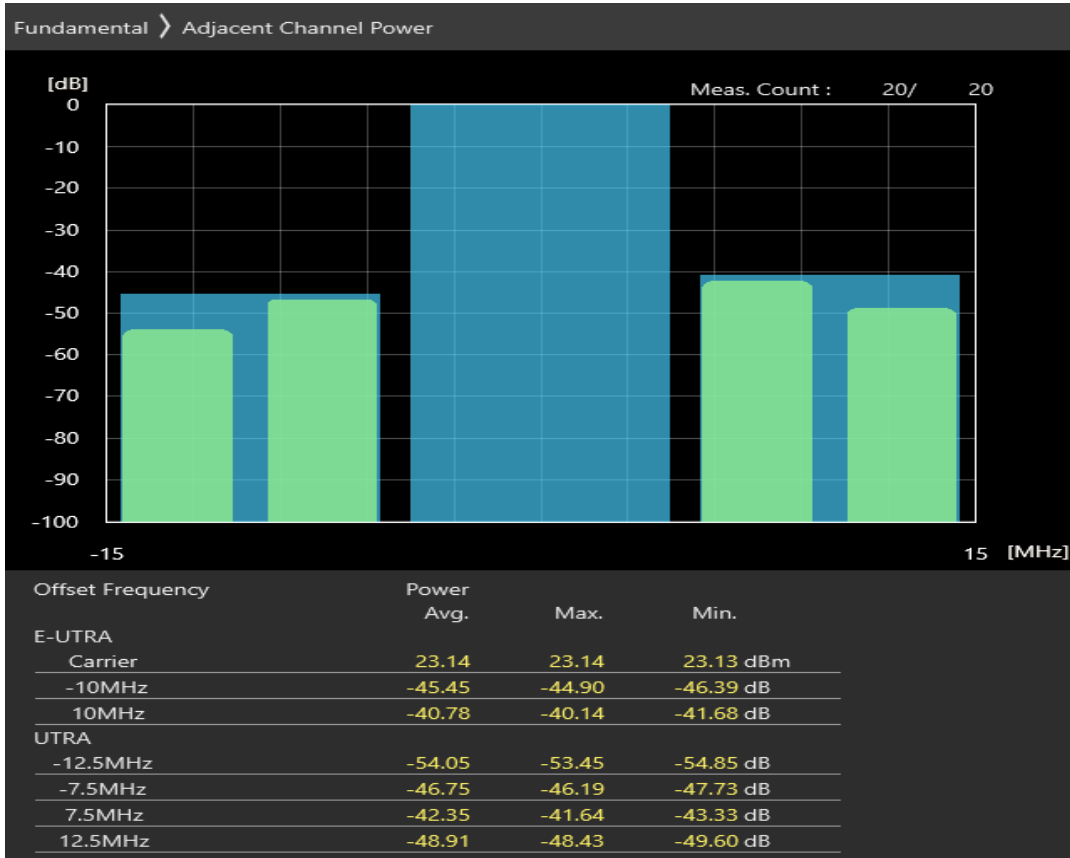 Fundamental 〉 Adjacent Channel Power
[dB]
Meas. Count : 20/ 20
0
-10
-20
-30
-40
-50
-60
-70
-80
-90
-100
-15 15 [MHz]
Offset Frequency Power
Avg. Max. Min.
E-UTRA
Carrier 23.14 23.14 23.13 dBm
-10MHz -45.45 -44.90 -46.39 dB
10MHz -40.78 -40.14 -41.68 dB
UTRA
-12.5MHz -54.05 -53.45 -54.85 dB
-7.5MHz -46.75 -46.19 -47.73 dB
7.5MHz -42.35 -41.64 -43.33 dB
12.5MHz -48.91 -48.43 -49.60 dB